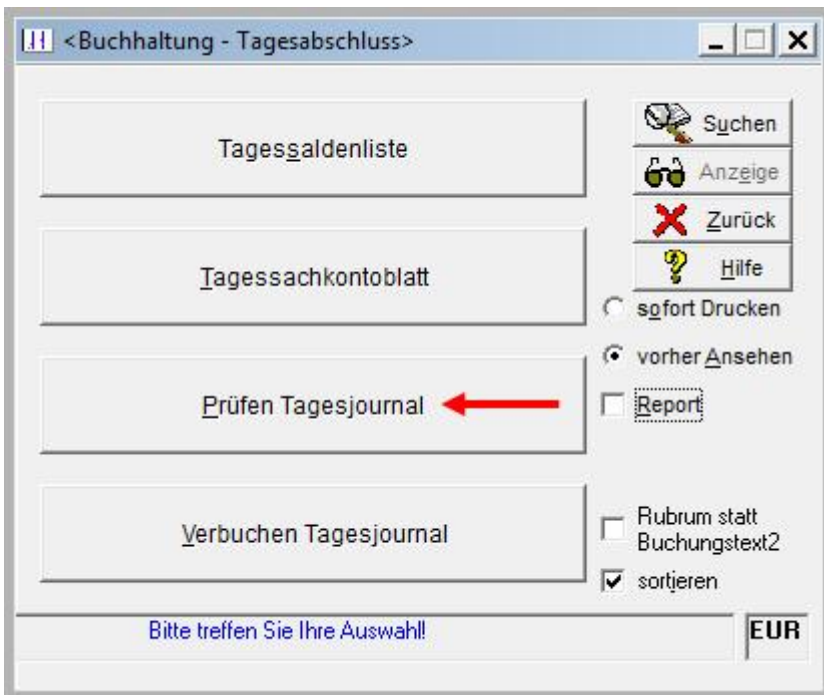 <Buchhaltung - Tagesabschluss>
Tagessaldenliste
Tagessachkontoblatt
Prüfen Tagesjournal
Verbuchen Tagesjournal
Suchen
Anzeige
Zurück
Hilfe
sofort Drucken
vorher Ansehen
Report
Rubrum statt
Buchungstext2
sortieren
Bitte treffen Sie Ihre Auswahl!
EUR